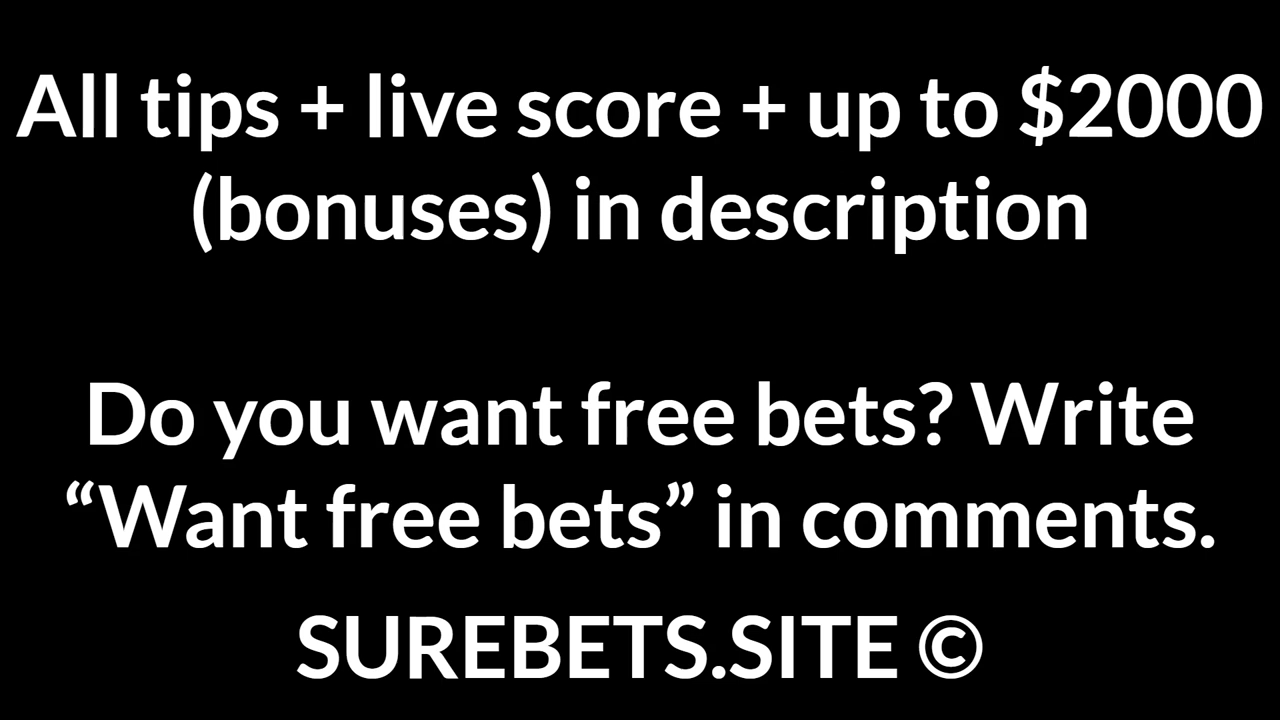 All tips + live score + up to $2000
(bonuses) in description
Do you want free bets? Write
“Want free bets” in comments.
SUREBETS.SITE ©